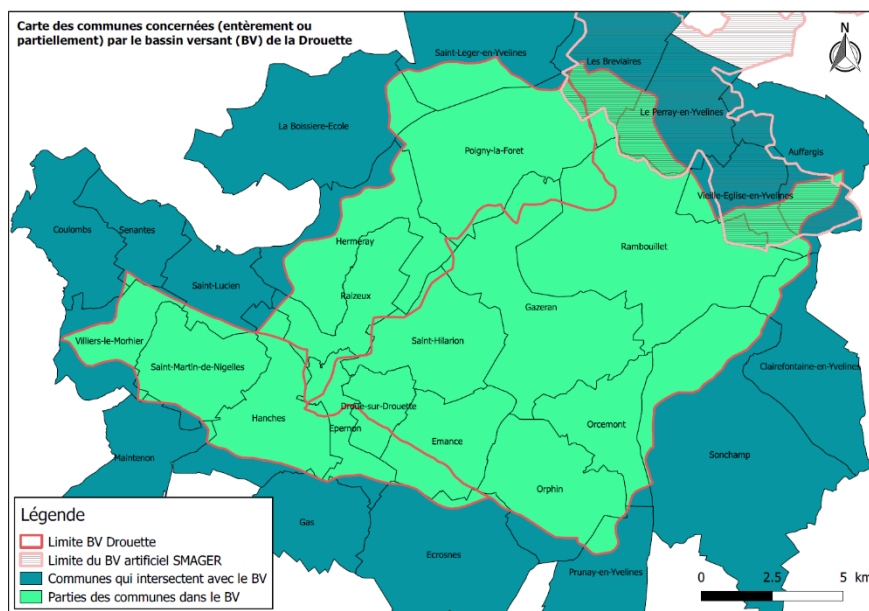 Carte des communes concernées (entèrement ou
partiellement) par le bassin versant (BV) de la Drouette
N
Saint-Leger-en-Yvelines
Les Breviaires
Le Perray-en-Yvelines
La Boissiere-Ecole
Poigny-la-Foret
Auffargis
Vieille-Eglise-en-Yvelines
Coulombs
Senantes
Herméray
Rambouillet
Saint-Lucien
Raizeux
Gazeran
Villiers-le-Morhier
Saint-Hilarion
Saint-Martin-de-Nigelles
Clairefontaine-en-Yvelines
Droue-sur-Drouette
Hanches
Epernon
Orcemont
Emance
Sonchamp
Maintenon
Orphin
Gas
Ecrosnes
Prunay-en-Yvelines
Légende
Limite BV Drouette
Limite du BV artificiel SMAGER
Communes qui intersectent avec le BV
Parties des communes dans le BV
0 2.5 5 km